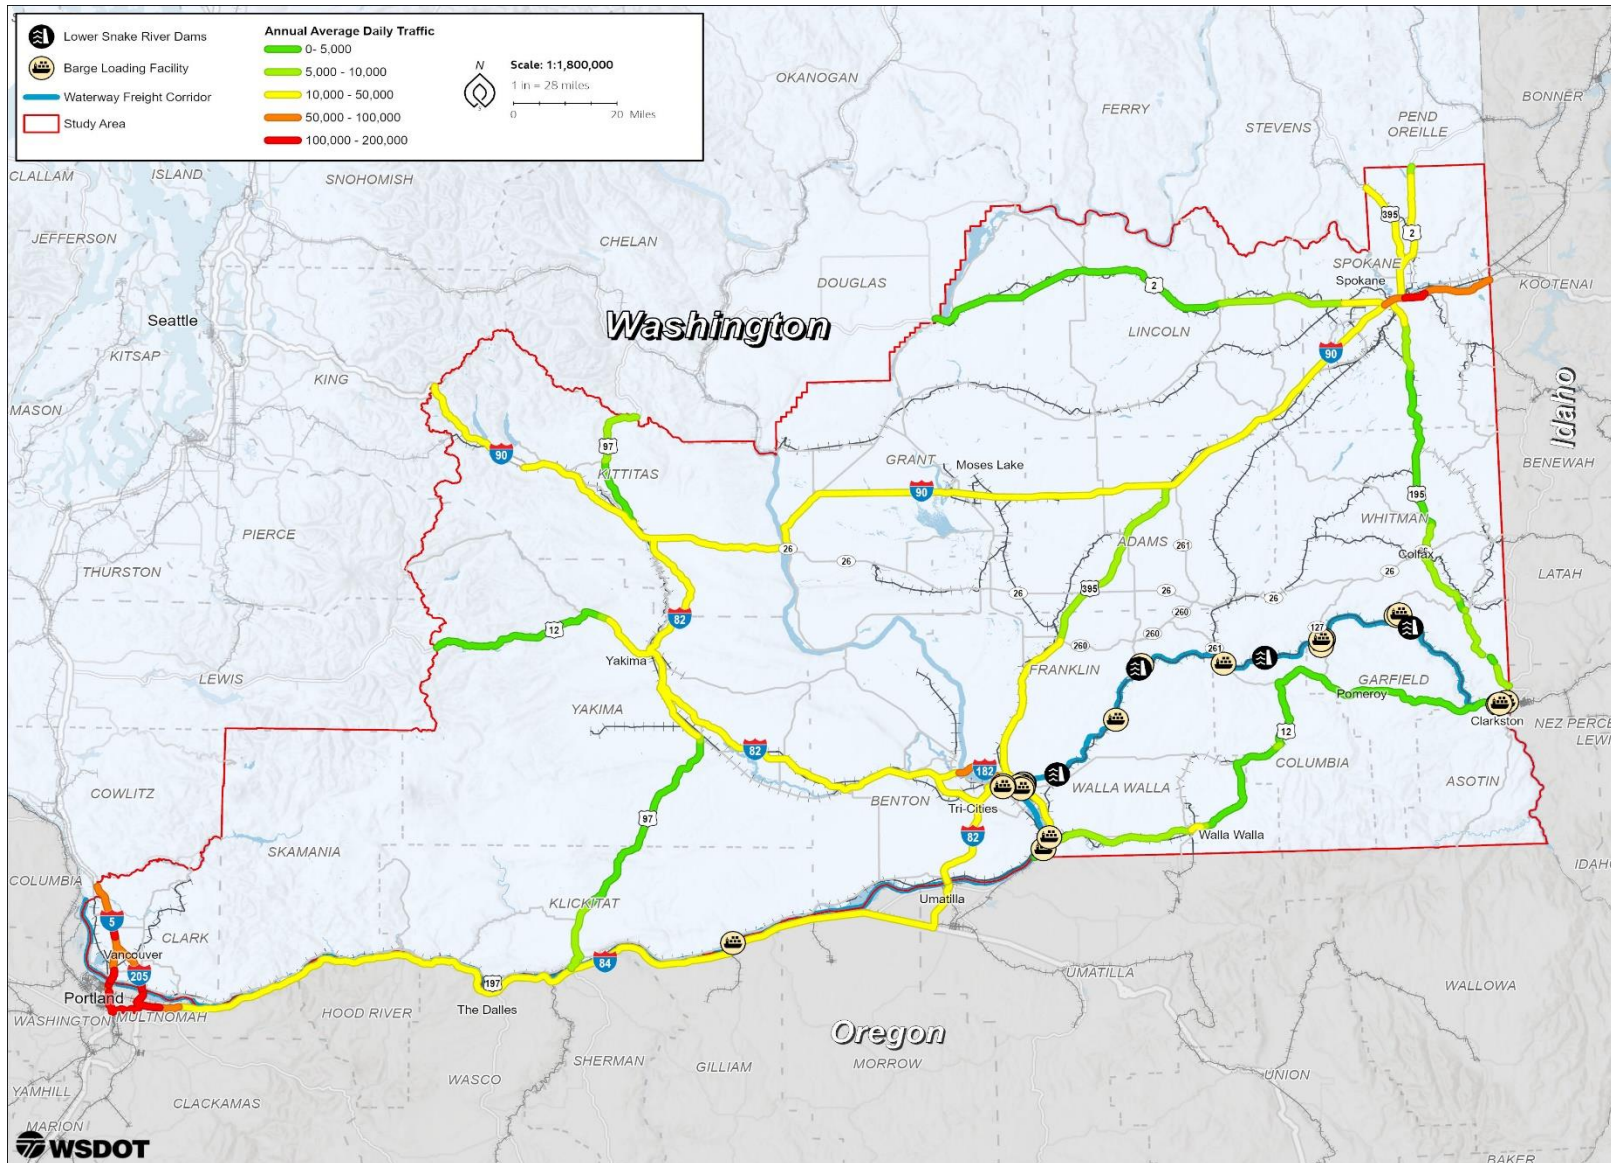 Lower Snake River Dams
Barge Loading Facility
Waterway Freight Corridor
Study Area
Annual Average Daily Traffic
0- 5,000
5,000 - 10,000
10,000 - 50,000
50,000 - 100,000
100,000 - 200,000
N
S
Scale: 1:1,800,000
1 in = 28 miles
0 20 Miles
OKANOGAN
FERRY
STEVENS
PEND
OREILLE
BONNER
CLALLAM
ISLAND
SNOHOMISH
JEFFERSON
CHELAN
DOUGLAS
395
2
SPOKANE
Spokane
KOOTENAI
2
Seattle
Washington
LINCOLN
KITSAP
KING
90
Idaho
MASON
97
90
KITTITAS
GRANT
Moses Lake
90
BENEWAH
195
WHITMAN
PIERCE
26
26
ADAMS
261
Colfax
THURSTON
395
26
26
26
LATAH
26
260
82
12
260
260
127
261
Yakima
FRANKLIN
LEWIS
GARFIELD
Pomeroy
YAKIMA
Clarkston
NEZ PERCE
LEWI
82
12
182
COLUMBIA
ASOTIN
COWLITZ
BENTON
Tri-Cities
WALLA WALLA
97
82
Walla Walla
SKAMANIA
IDAHO
COLUMBIA
KLICKITAT
Umatilla
5
CLARK
Vancouver
205
84
UMATILLA
Portland
197
WALLOWA
WASHINGTON
MULTNOMAH
HOOD RIVER
The Dalles
Oregon
SHERMAN
GILLIAM
MORROW
UNION
YAMHILL
WASCO
CLACKAMAS
MARION
WSDOT
BAKER